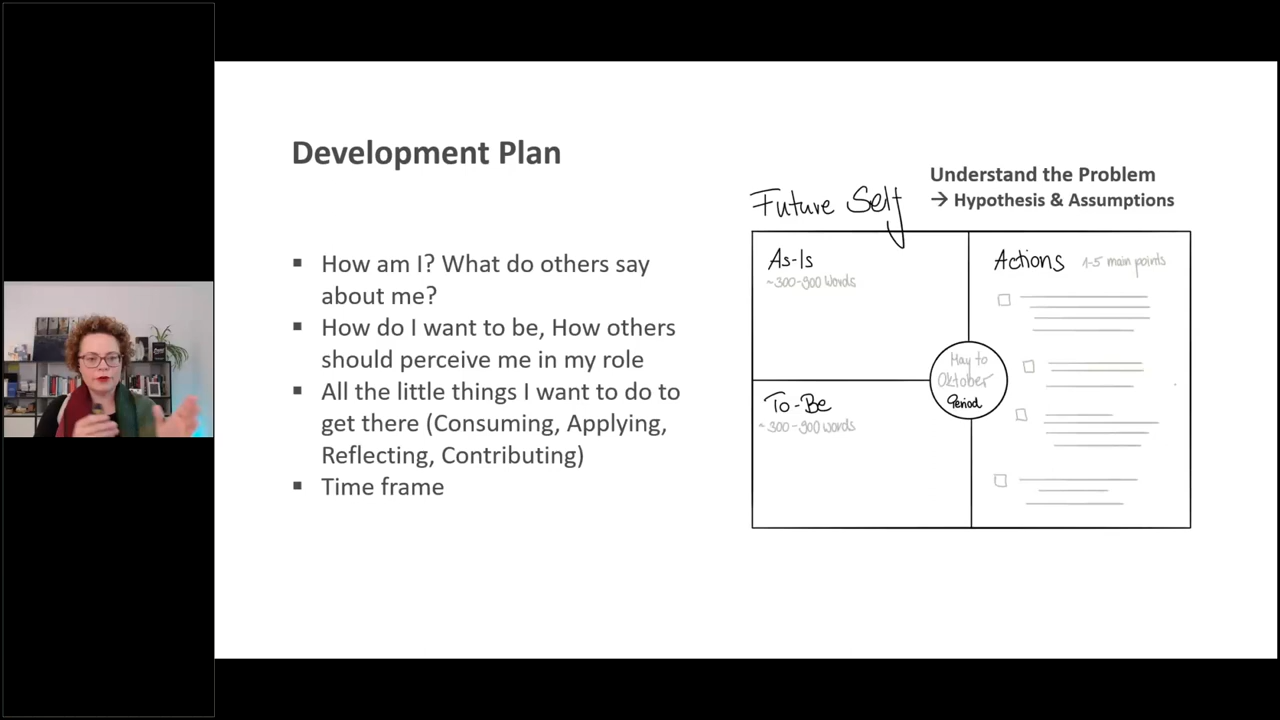 Development Plan
Understand the Problem
→ Hypothesis & Assumptions
Future Self
▪ How am I? What do others say
about me?
▪ How do I want to be, How others
should perceive me in my role
▪ All the little things I want to do to
get there (Consuming, Applying,
Reflecting, Contributing)
▪ Time frame
As-Is
~300-900 Words
To-Be
~300-900 words
Actions 1-5 main points
May to
Oktober
Period